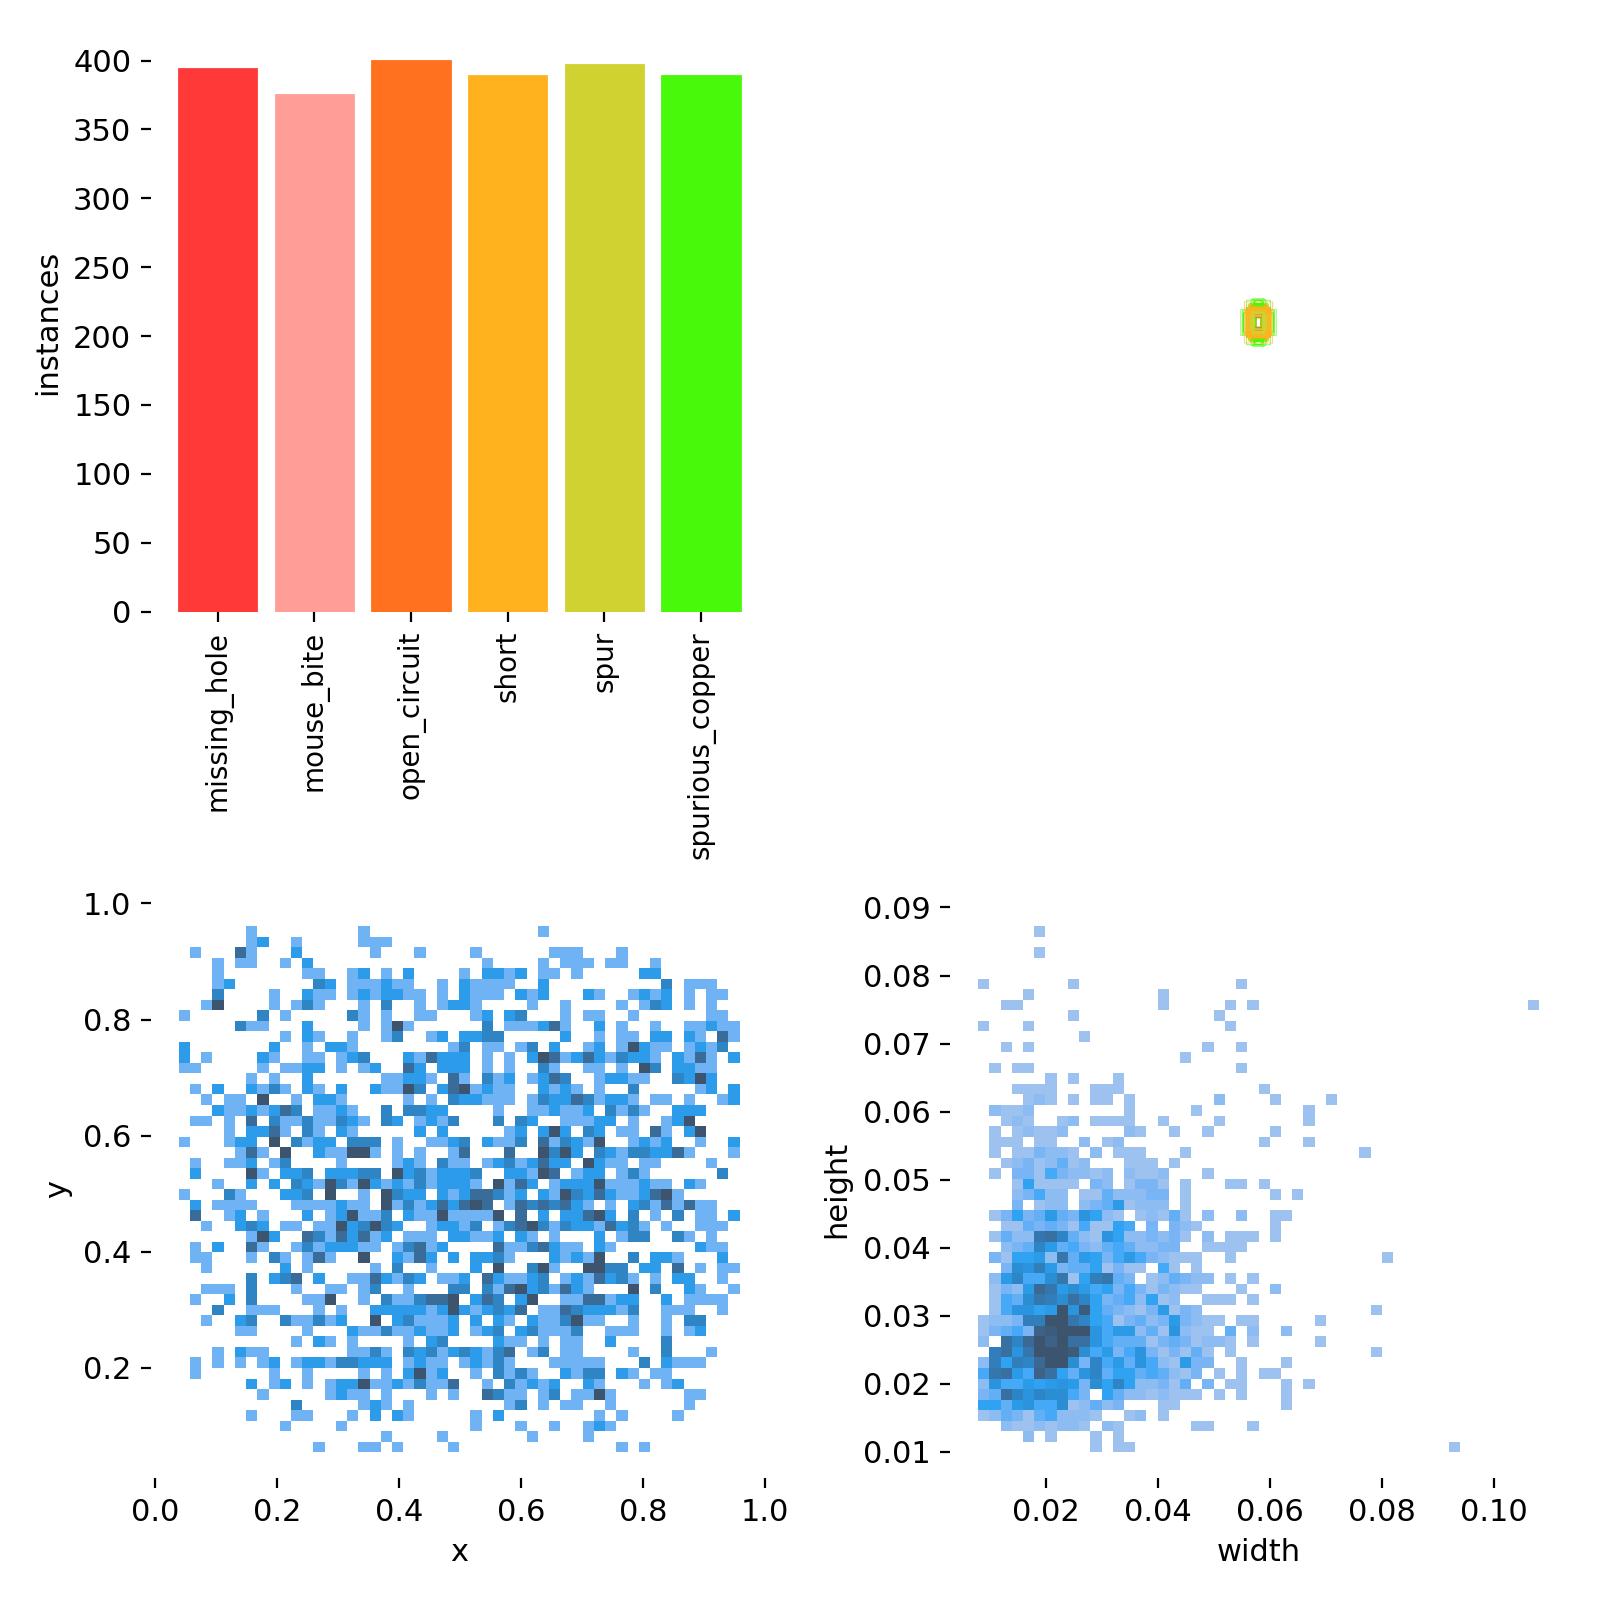 400
350
300
250
200
150
100
50
0
instances
missing_hole
mouse_bite
open_circuit
short
spur
spurious_copper
1.0
0.8
0.6
0.4
0.2
y
0.0 0.2 0.4 0.6 0.8 1.0
x
0.09
0.08
0.07
0.06
0.05
0.04
0.03
0.02
0.01
height
0.02 0.04 0.06 0.08 0.10
width